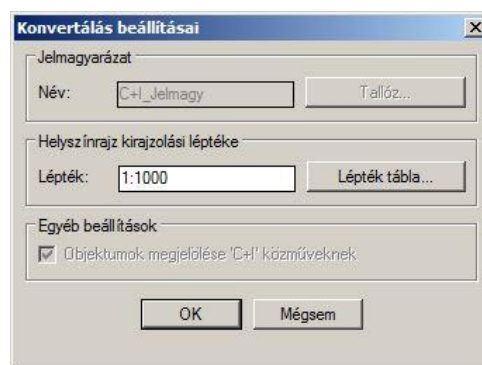 Konvertálás beállításai
Jelmagyarázat
Név: C+I_Jelmagy Tallóz...
Helyszínrajz kirajzolási léptéke
Lépték: 1:1000 Lépték tábla...
Egyéb beállítások
Objektumok megjelölése 'C+I' közműveknek
OK Mégsem